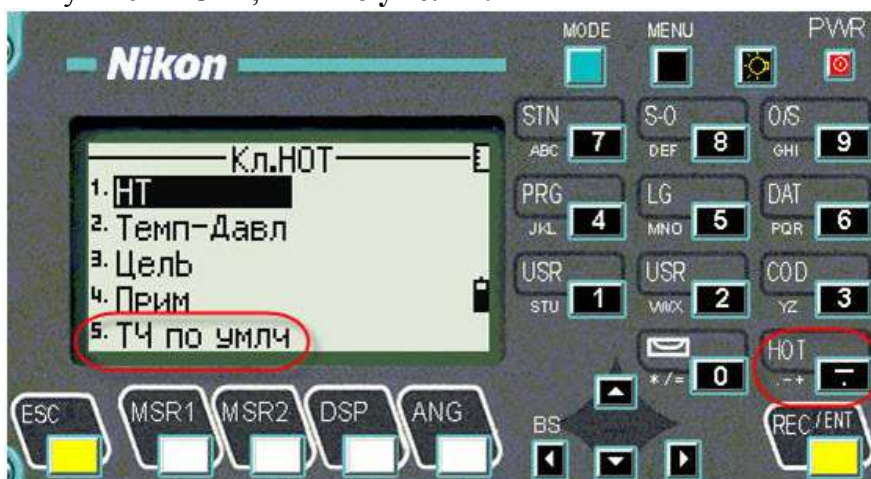 MODE MENU PWR
Nikon
STN S-O O/S
ABC 7 DEF 8 GHI 9
Кл.HOT
1. HT
2. Темп-Давл
3. Цель
4. Прим
5. ТЧ по умлч
PRG LG DAT
JKL 4 MNO 5 PQR 6
USR USR COD
STU 1 VWX 2 YZ 3
HOT
*/= 0 .-+
ESC MSR1 MSR2 DSP ANG BS REC/ENT